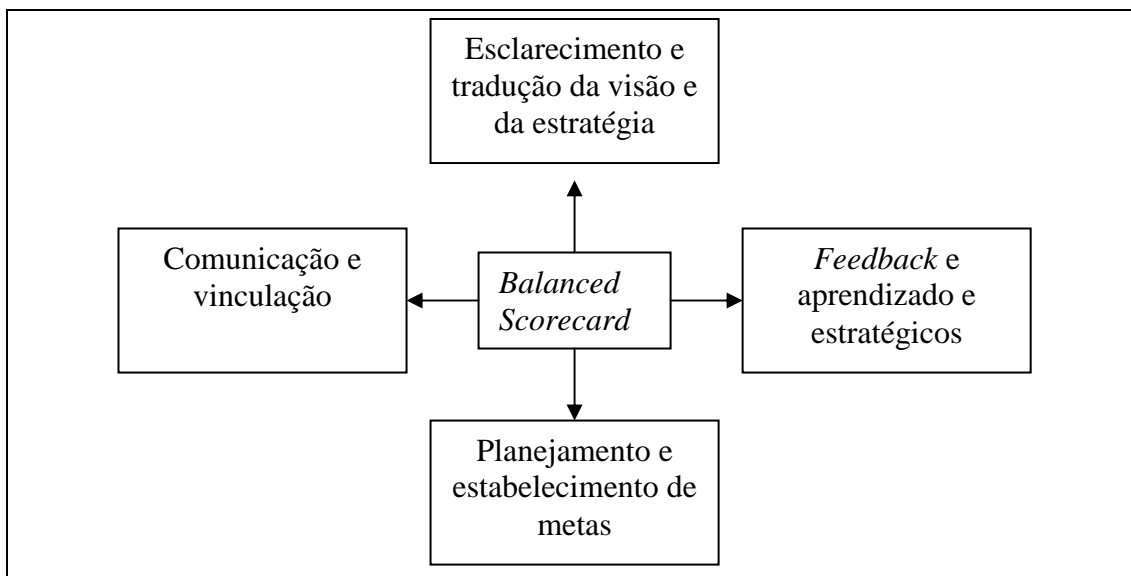 Esclarecimento e
tradução da visão e
da estratégia
Comunicação e
vinculação
Balanced
Scorecard
Feedback e
aprendizado e
estratégicos
Planejamento e
estabelecimento de
metas